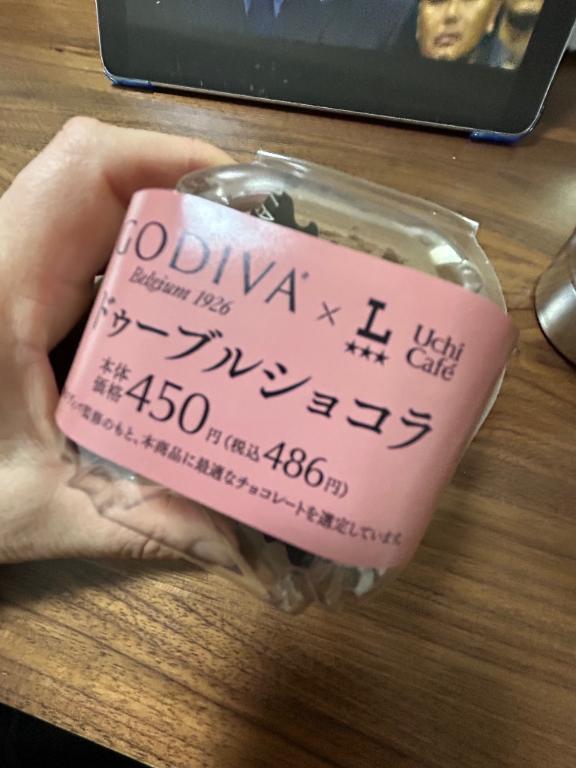 GODIVA
Belgium 1926
×
L
★★★
Uchi
Café
ドゥーブルショコラ
本体価格450円(税込486円)
監修のもと、本商品に最適なチョコレートを選定しています。